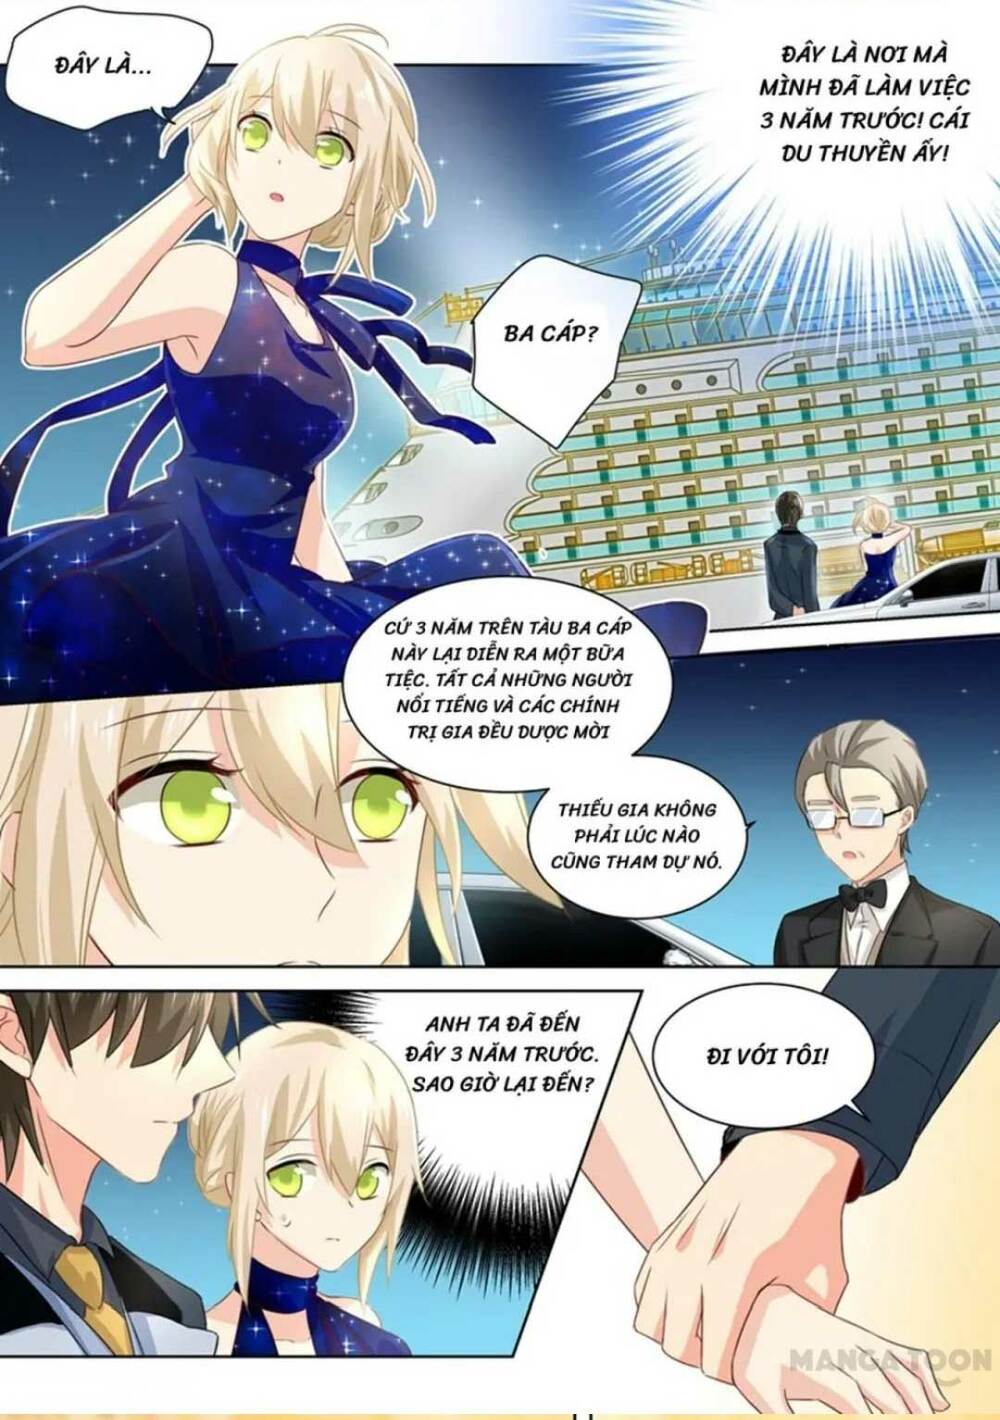 ĐÂY LÀ...
ĐÂY LÀ NƠI MÀ
MÌNH ĐÃ LÀM VIỆC
3 NĂM TRƯỚC! CÁI
DU THUYỀN ẤY!
BA CÁP?
CỨ 3 NĂM TRÊN TÀU BA CÁP
NÀY LẠI DIỄN RA MỘT BỮA
TIỆC. TẤT CẢ NHỮNG NGƯỜI
NỔI TIẾNG VÀ CÁC CHÍNH
TRỊ GIA ĐỀU DƯỢC MỜI
THIẾU GIA KHÔNG
PHẢI LÚC NÀO
CŨNG THAM DỰ NÓ.
ANH TA ĐÃ ĐẾN
ĐÂY 3 NĂM TRƯỚC.
SAO GIỜ LẠI ĐẾN?
ĐI VỚI TÔI!
MANGATOON